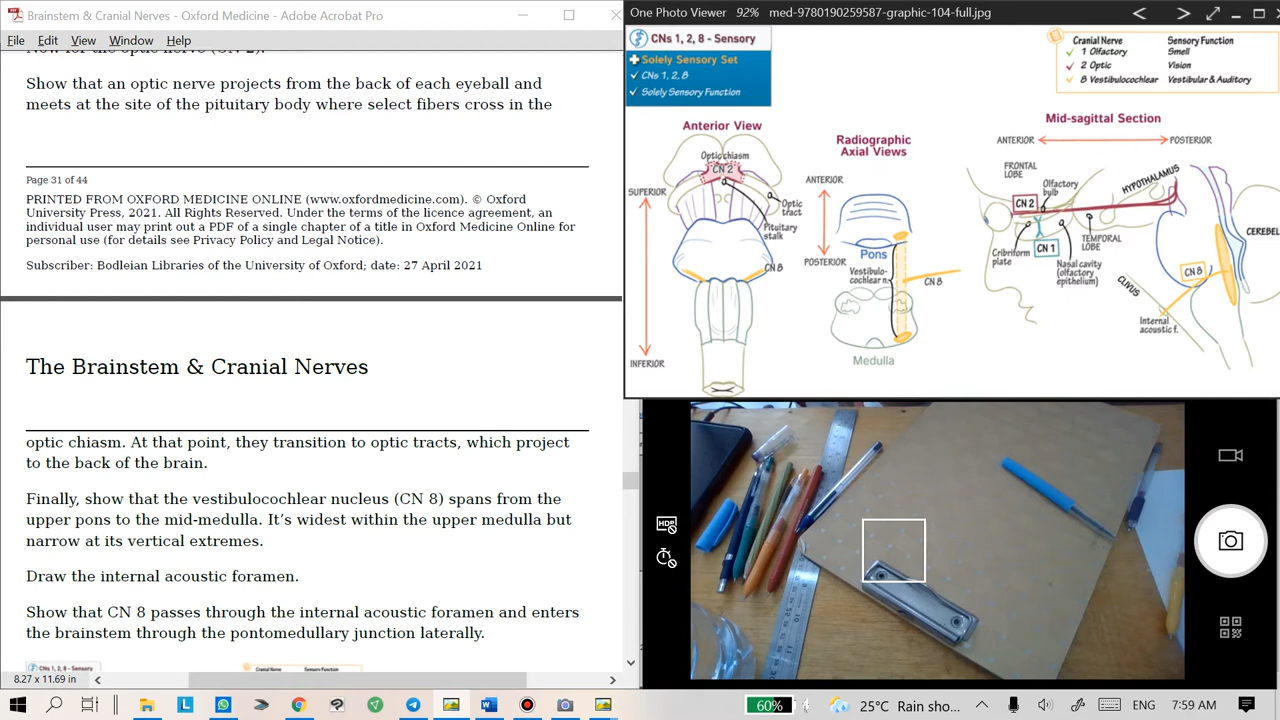 Brainstem & Cranial Nerves - Oxford Medicine - Adobe Acrobat Pro
File Edit View Window Help
Show that an optic nerve projects from the back of each eyeball and
meets at the site of the pituitary body where select fibers cross in the
Page 31 of 44
PRINTED FROM OXFORD MEDICINE ONLINE (www.oxfordmedicine.com). © Oxford
University Press, 2021. All Rights Reserved. Under the terms of the licence agreement, an
individual user may print out a PDF of a single chapter of a title in Oxford Medicine Online for
personal use (for details see Privacy Policy and Legal Notice).
Subscriber: Bodleian Libraries of the University of Oxford; date: 27 April 2021
The Brainstem & Cranial Nerves
optic chiasm. At that point, they transition to optic tracts, which project
to the back of the brain.
Finally, show that the vestibulocochlear nucleus (CN 8) spans from the
upper pons to the mid-medulla. It’s widest within the upper medulla but
narrow at its vertical extremes.
Draw the internal acoustic foramen.
Show that CN 8 passes through the internal acoustic foramen and enters
the brainstem through the pontomedullary junction laterally.
CNs 1, 2, 8 - Sensory
Cranial Nerve Sensory Function
8.27 x 11.69 in
One Photo Viewer 92% med-9780190259587-graphic-104-full.jpg
CNs 1, 2, 8 - Sensory
Solely Sensory Set
CNs 1, 2, 8
Solely Sensory Function
Cranial Nerve Sensory Function
1 Olfactory Smell
2 Optic Vision
8 Vestibulocochlear Vestibular & Auditory
Anterior View
Optic chiasm
CN 2
SUPERIOR
Optic
tract
Pituitary
stalk
CN 8
INFERIOR
Radiographic
Axial Views
ANTERIOR
POSTERIOR
Pons
Vestibulo-
cochlear n.
CN 8
Medulla
Mid-sagittal Section
ANTERIOR POSTERIOR
FRONTAL
LOBE
Olfactory
bulb
HYPOTHALAMUS
CN 2
CN 1
Cribriform
plate
TEMPORAL
LOBE
Nasal cavity
(olfactory
epithelium)
CEREBEL
CLIVUS
CN 8
Internal
acoustic f.
60%
25°C Rain sho...
ENG
7:59 AM